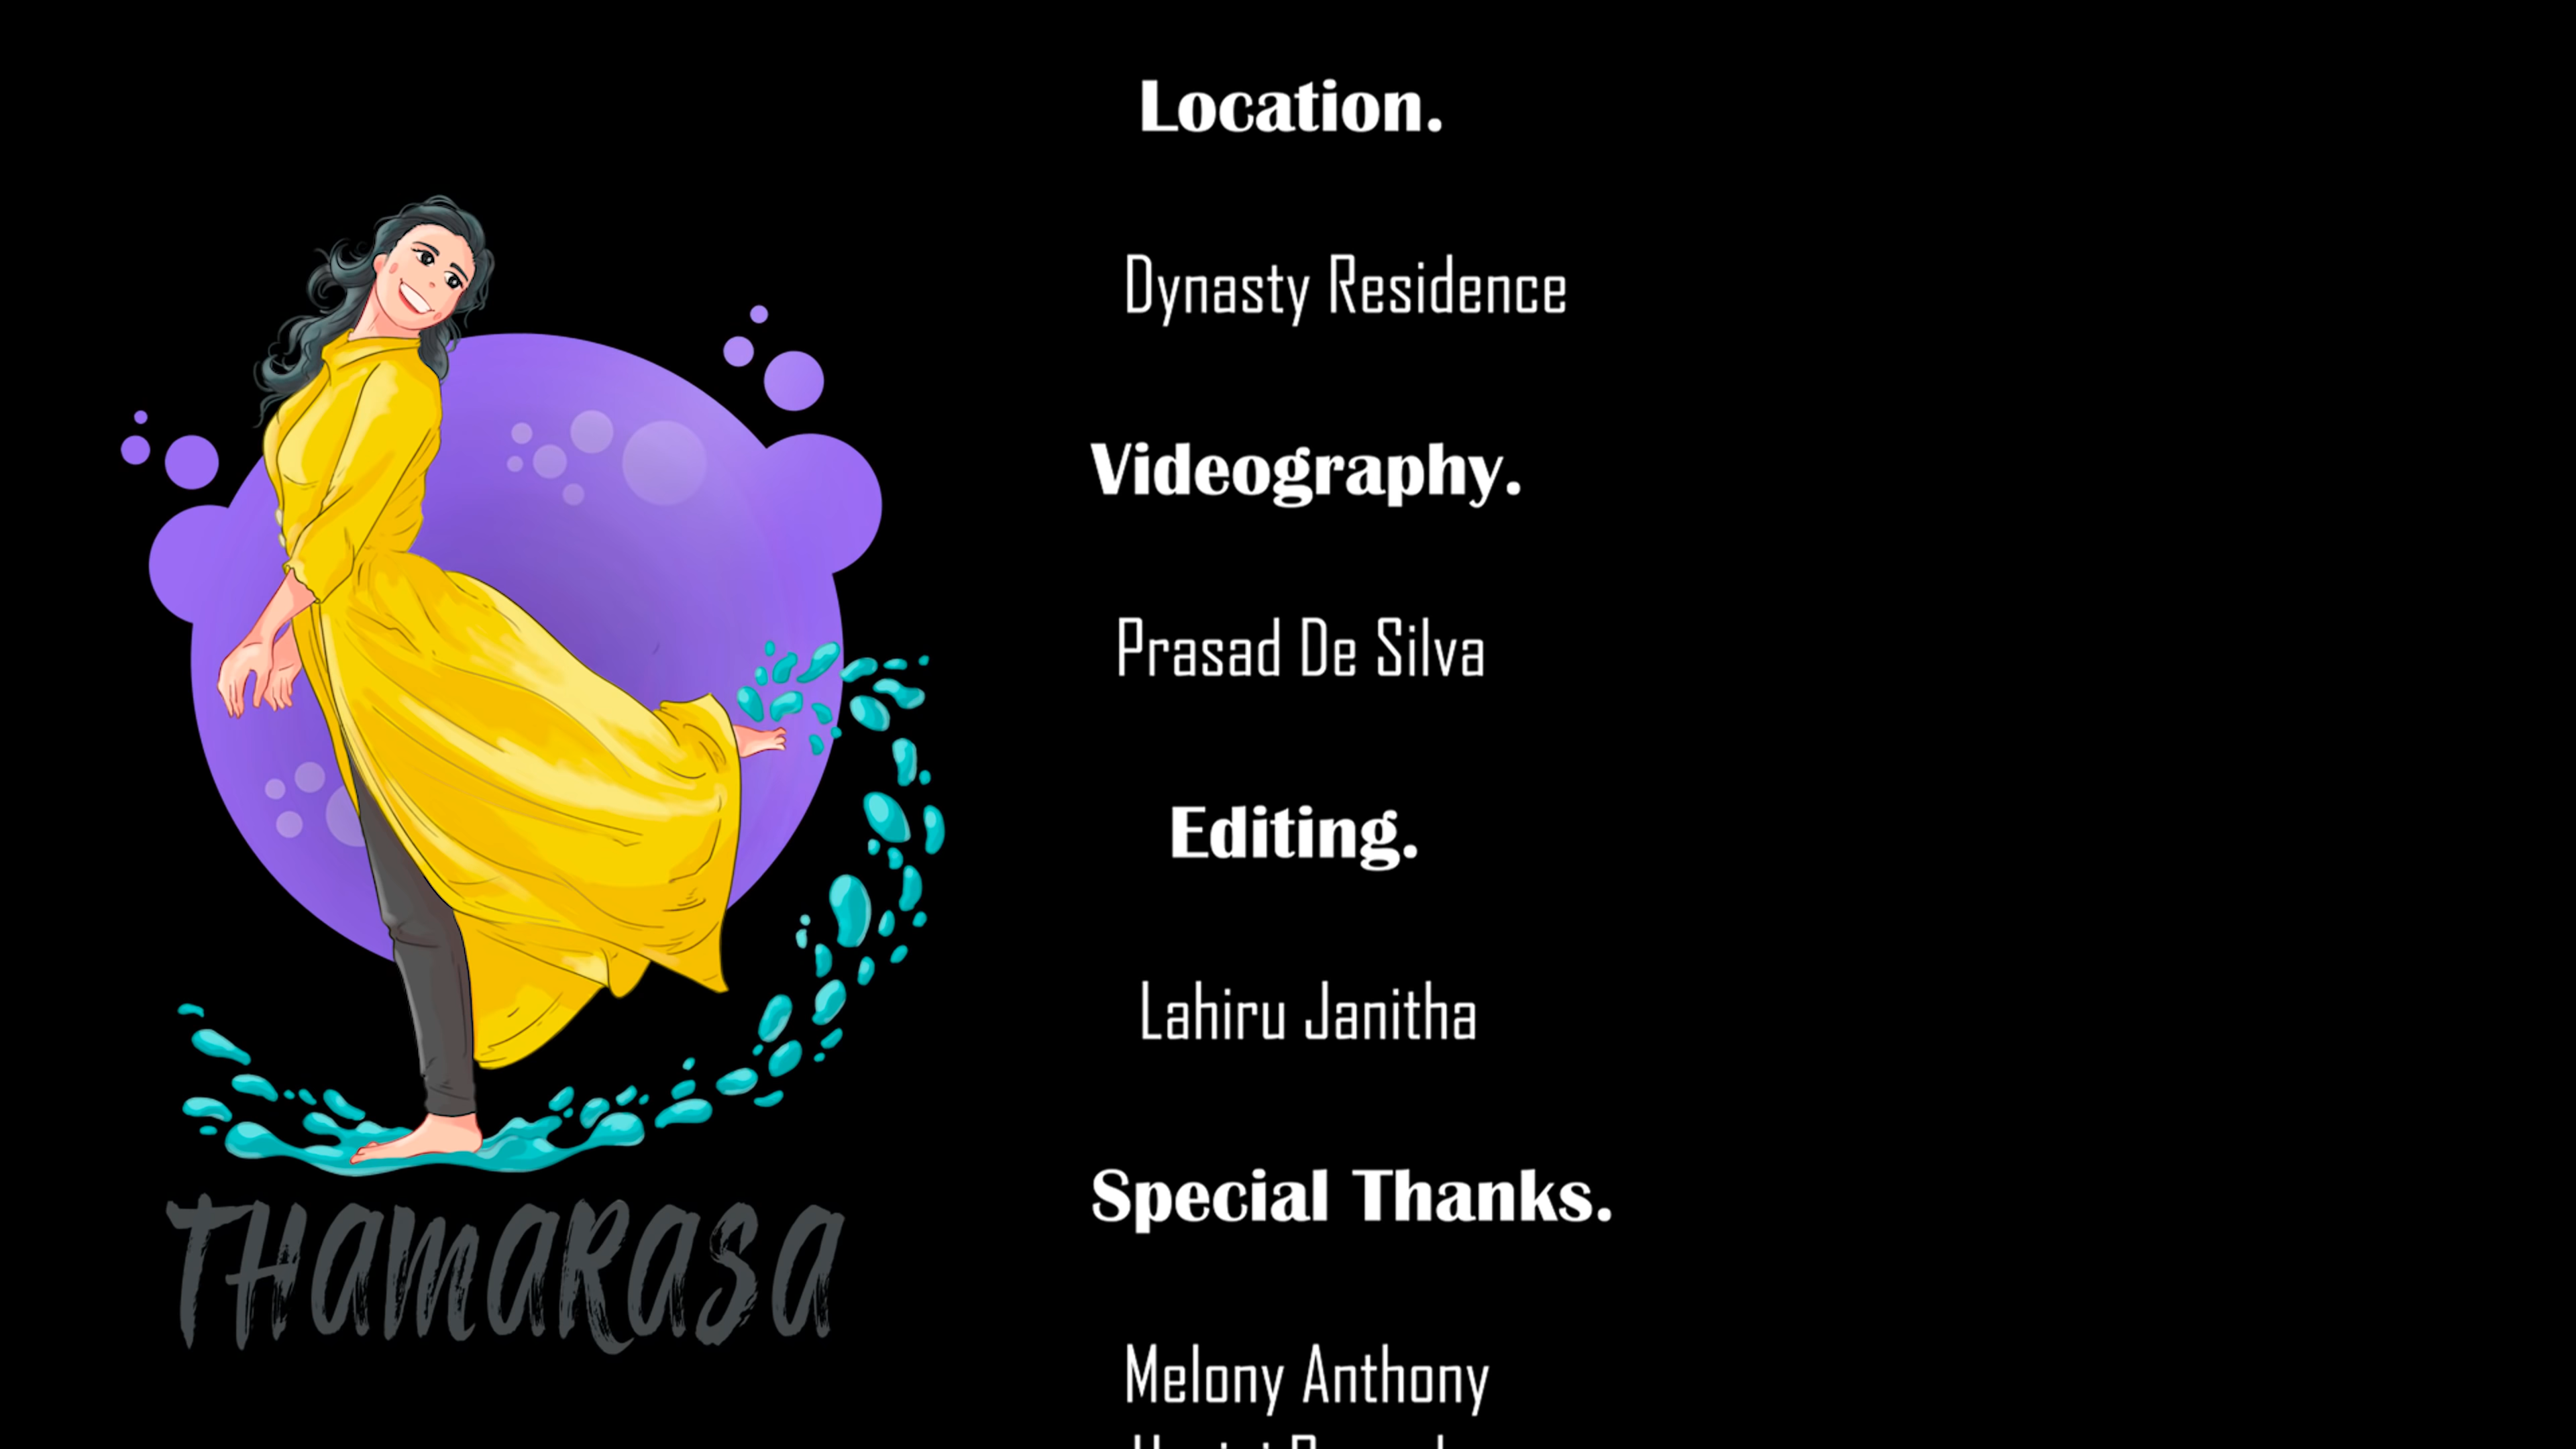 Location.
Dynasty Residence
Videography.
Prasad De Silva
Editing.
Lahiru Janitha
Special Thanks.
Melony Anthony
THAMARASA